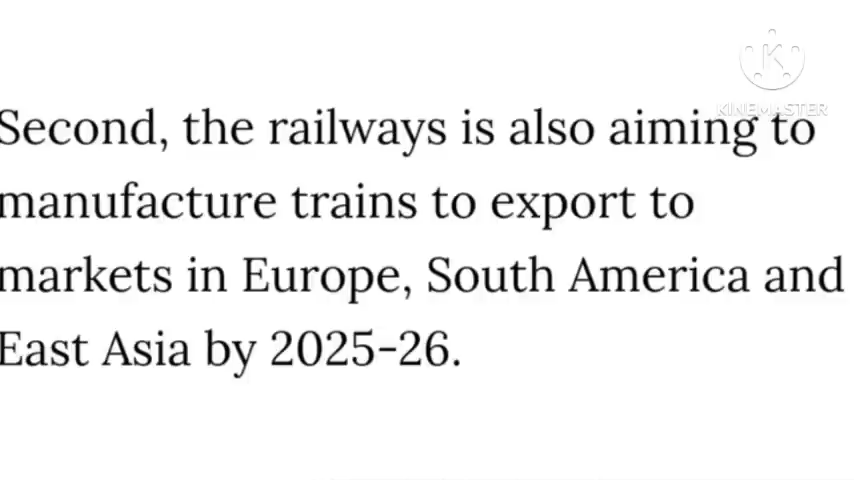 KINEMASTER
Second, the railways is also aiming to
manufacture trains to export to
markets in Europe, South America and
East Asia by 2025-26.